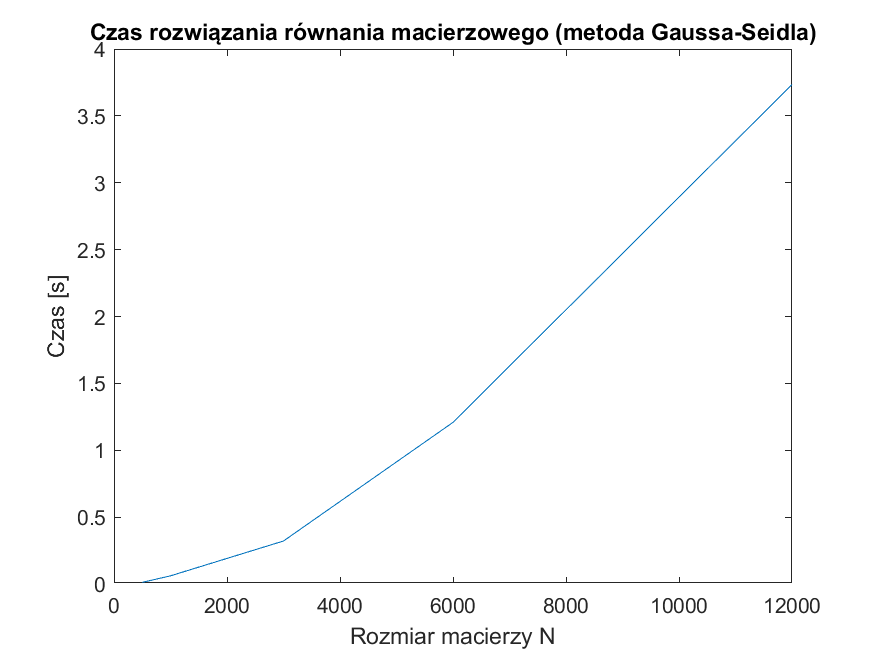 Czas rozwiązania równania macierzowego (metoda Gaussa-Seidla)
4
3.5
3
2.5
2
1.5
1
0.5
0
Czas [s]
0 2000 4000 6000 8000 10000 12000
Rozmiar macierzy N